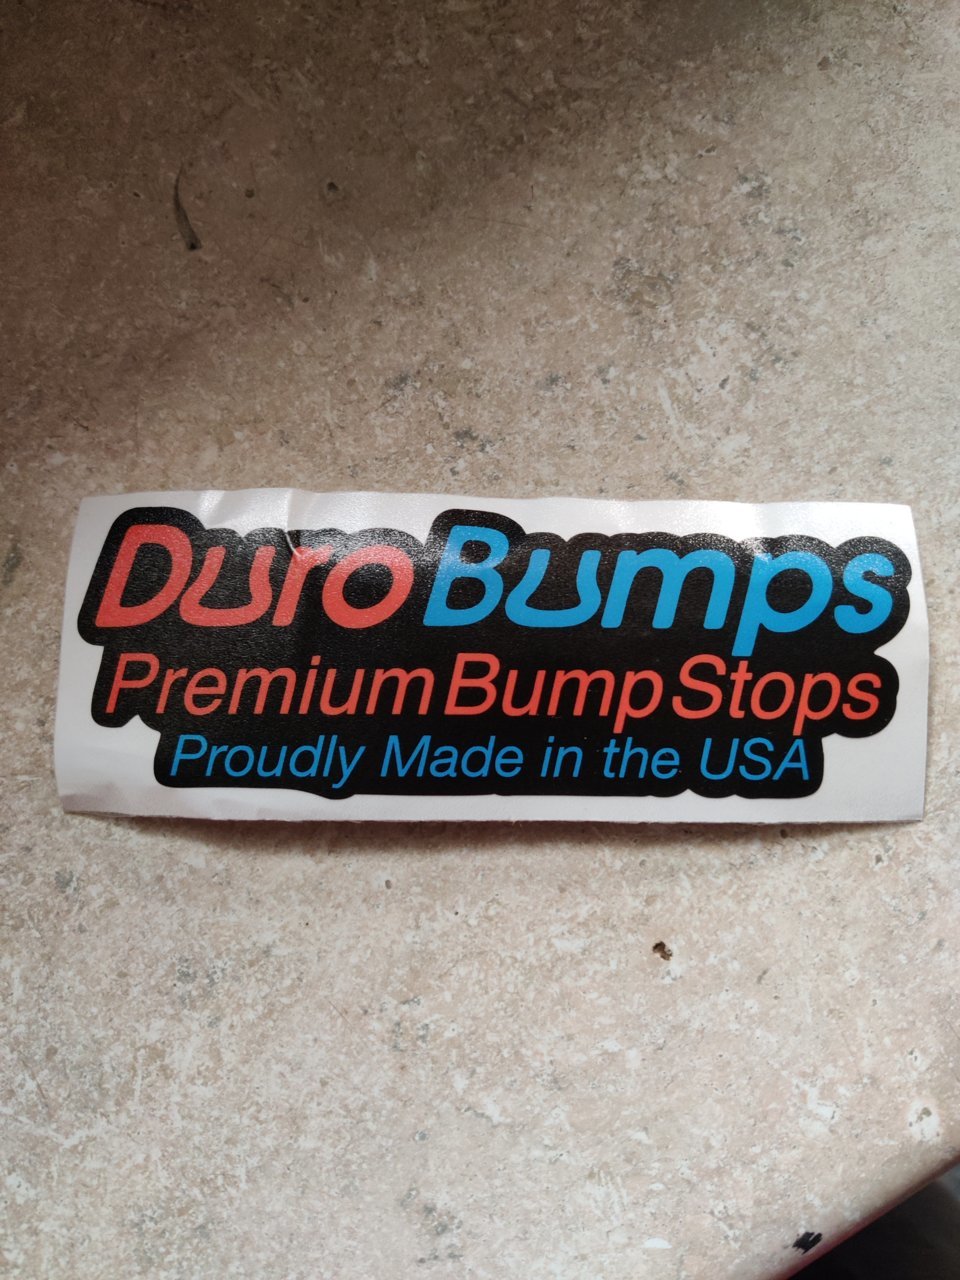 DuroBumps
Premium Bump Stops
Proudly Made in the USA